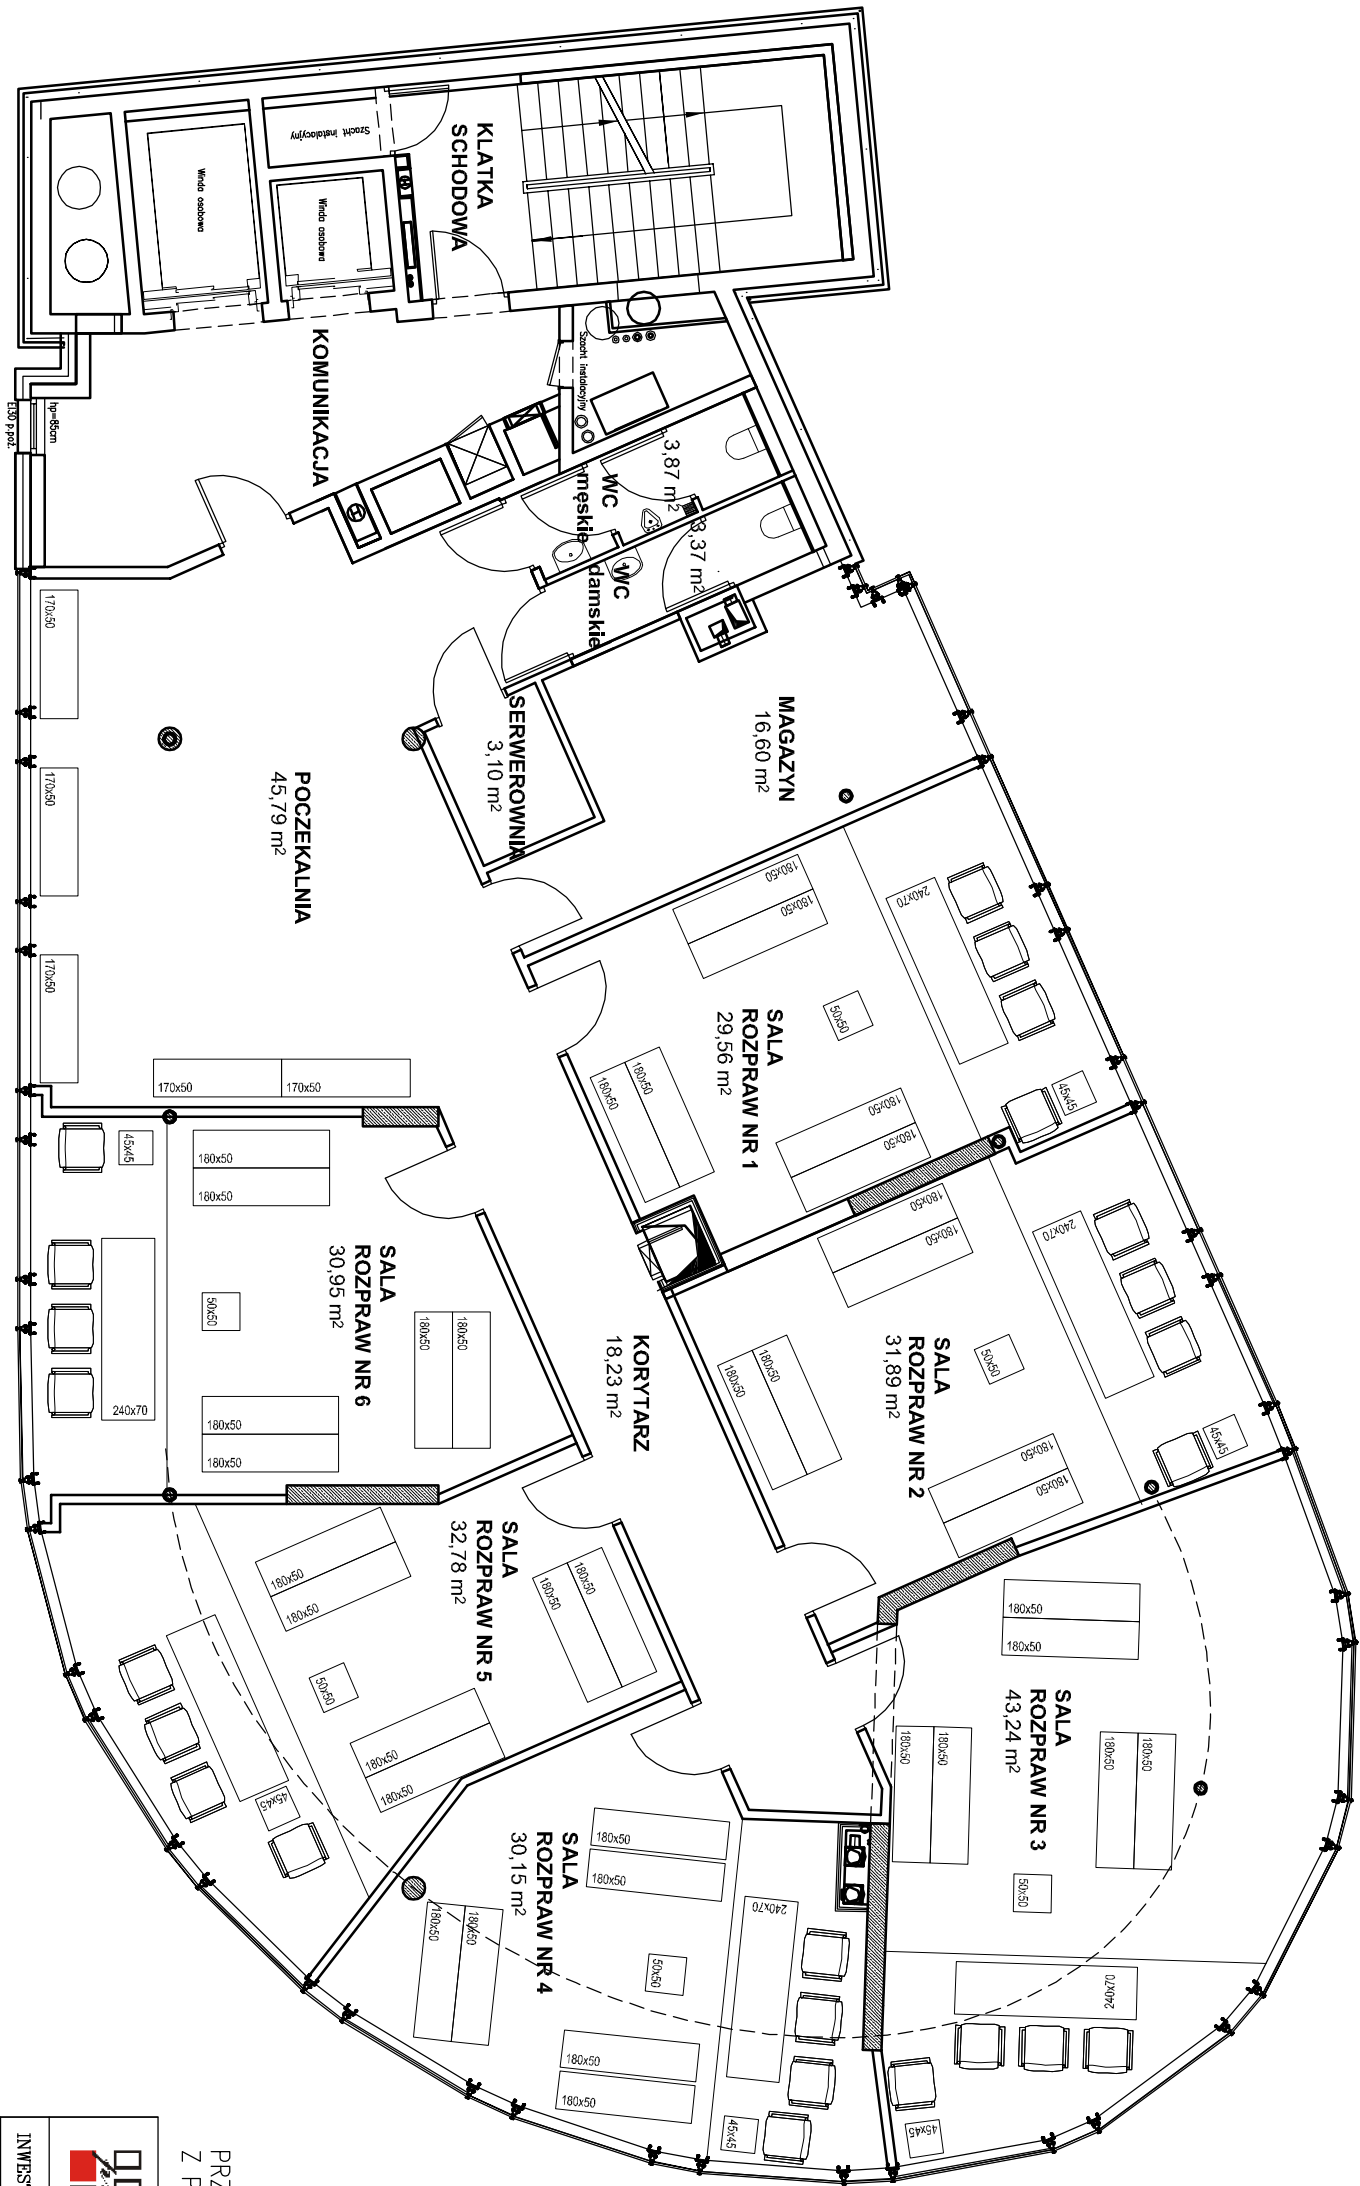 KLATKA
SCHODOWA
Szacht instalacyjny
Winda osobowa
Winda osobowa
KOMUNIKACJA
Szacht instalacyjny
hp=85cm
EI30 p.poż.
3,87 m²
WC
męskie
3,37 m²
WC
damskie
SERWEROWNIA
3,10 m²
MAGAZYN
16,60 m²
POCZEKALNIA
45,79 m²
170x50
170x50
170x50
170x50
170x50
SALA
ROZPRAW NR 1
29,56 m²
180x50
180x50
240x70
50x50
180x50
180x50
180x50
180x50
45x45
SALA
ROZPRAW NR 2
31,89 m²
180x50
180x50
240x70
50x50
180x50
180x50
180x50
180x50
45x45
KORYTARZ
18,23 m²
SALA
ROZPRAW NR 6
30,95 m²
45x45
180x50
180x50
50x50
180x50
180x50
240x70
180x50
180x50
SALA
ROZPRAW NR 5
32,78 m²
180x50
180x50
180x50
180x50
50x50
180x50
180x50
45x45
SALA
ROZPRAW NR 3
43,24 m²
180x50
180x50
180x50
180x50
180x50
180x50
50x50
240x70
45x45
SALA
ROZPRAW NR 4
30,15 m²
180x50
180x50
180x50
180x50
240x70
50x50
180x50
180x50
45x45
PRZ
Z P
INWES